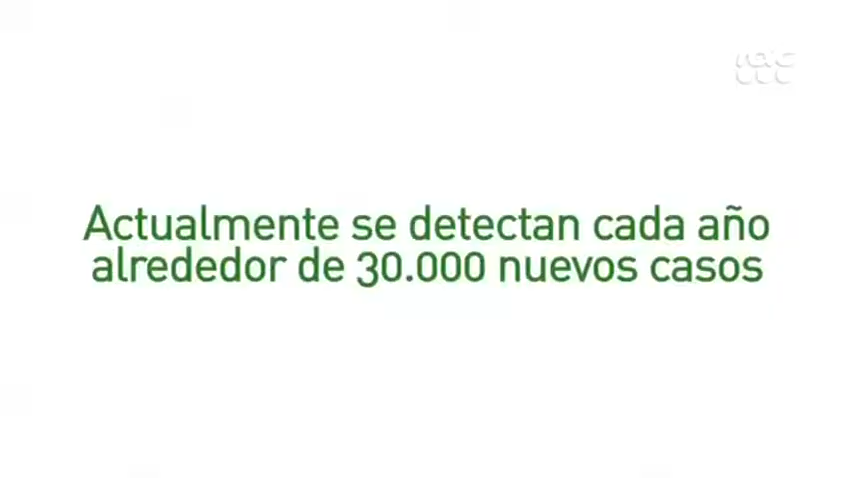 Actualmente se detectan cada año
alrededor de 30.000 nuevos casos